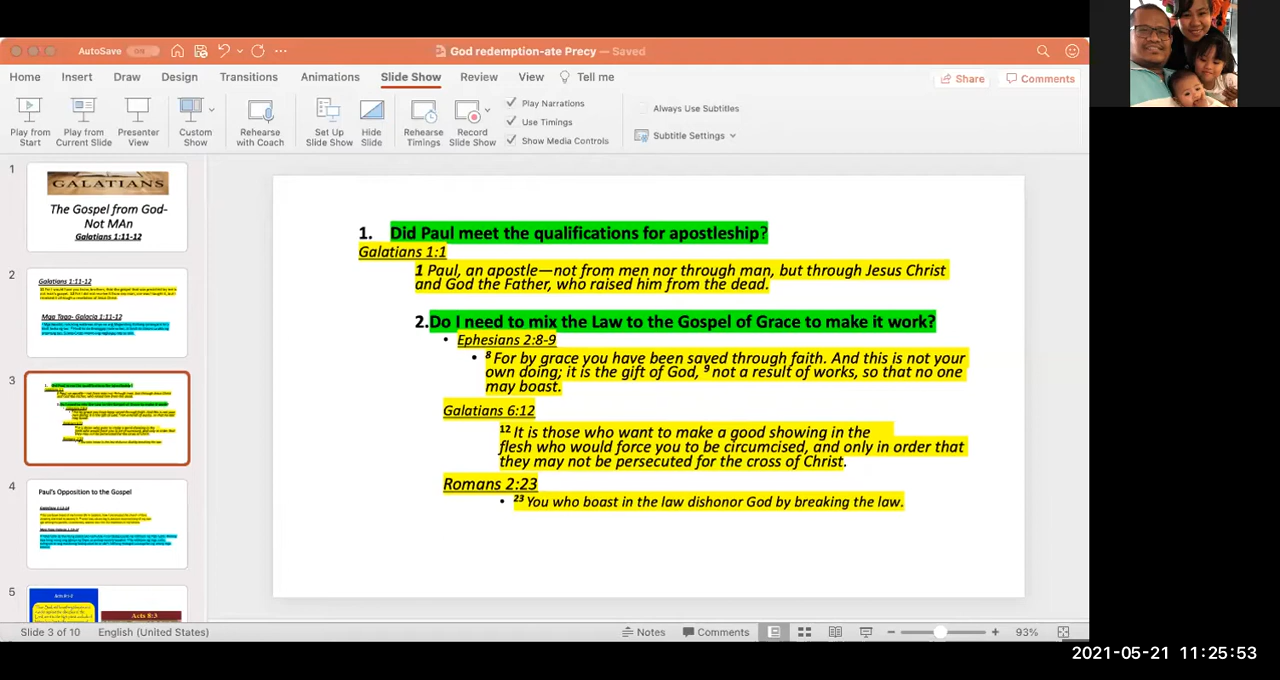 AutoSave
God redemption-ate Precy — Saved
Home Insert Draw Design Transitions Animations Slide Show Review View Tell me Share Comments
Play from Start
Play from Current Slide
Presenter View
Custom Show
Rehearse with Coach
Set Up Slide Show
Hide Slide
Rehearse Timings
Record Slide Show
Play Narrations
Use Timings
Show Media Controls
Always Use Subtitles
Subtitle Settings
1
GALATIANS
The Gospel from God-
Not MAn
Galatians 1:11-12
2
Galatians 1:11-12
Mga Taga- Galacia 1:11-12
3
4
Paul's Opposition to the Gospel
5
Acts 8:3
1. Did Paul meet the qualifications for apostleship?
Galatians 1:1
1 Paul, an apostle—not from men nor through man, but through Jesus Christ
and God the Father, who raised him from the dead.
2.Do I need to mix the Law to the Gospel of Grace to make it work?
• Ephesians 2:8-9
• 8 For by grace you have been saved through faith. And this is not your
own doing; it is the gift of God, 9 not a result of works, so that no one
may boast.
Galatians 6:12
12 It is those who want to make a good showing in the
flesh who would force you to be circumcised, and only in order that
they may not be persecuted for the cross of Christ.
Romans 2:23
• 23 You who boast in the law dishonor God by breaking the law.
Slide 3 of 10 English (United States) Notes Comments 93%
2021-05-21 11:25:53